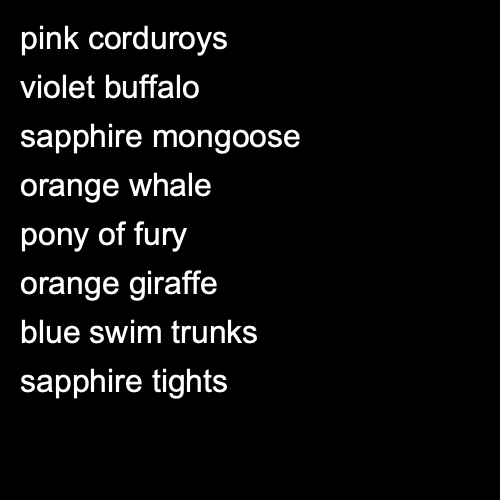 pink corduroys
violet buffalo
sapphire mongoose
orange whale
pony of fury
orange giraffe
blue swim trunks
sapphire tights